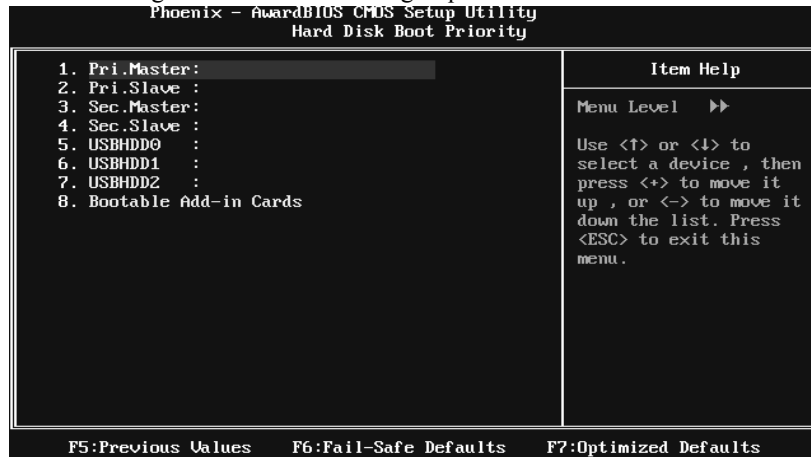 Phoenix - AwardBIOS CMOS Setup Utility
Hard Disk Boot Priority
1. Pri.Master:
2. Pri.Slave :
3. Sec.Master:
4. Sec.Slave :
5. USBHDD0 :
6. USBHDD1 :
7. USBHDD2 :
8. Bootable Add-in Cards
Item Help
Menu Level ▶▶
Use <↑> or <↓> to
select a device , then
press <+> to move it
up , or <-> to move it
down the list. Press
<ESC> to exit this
menu.
F5:Previous Values F6:Fail-Safe Defaults F7:Optimized Defaults